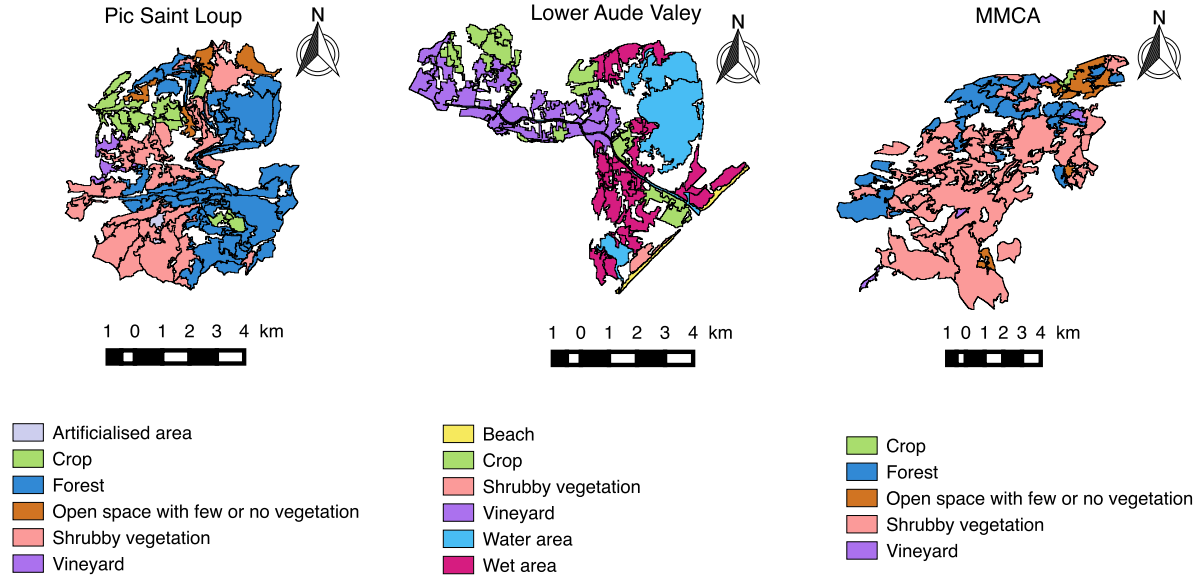 Pic Saint Loup
N
1 0 1 2 3 4 km
Artificialised area
Crop
Forest
Open space with few or no vegetation
Shrubby vegetation
Vineyard
Lower Aude Valey
N
1 0 1 2 3 4 km
Beach
Crop
Shrubby vegetation
Vineyard
Water area
Wet area
MMCA
N
1 0 1 2 3 4 km
Crop
Forest
Open space with few or no vegetation
Shrubby vegetation
Vineyard